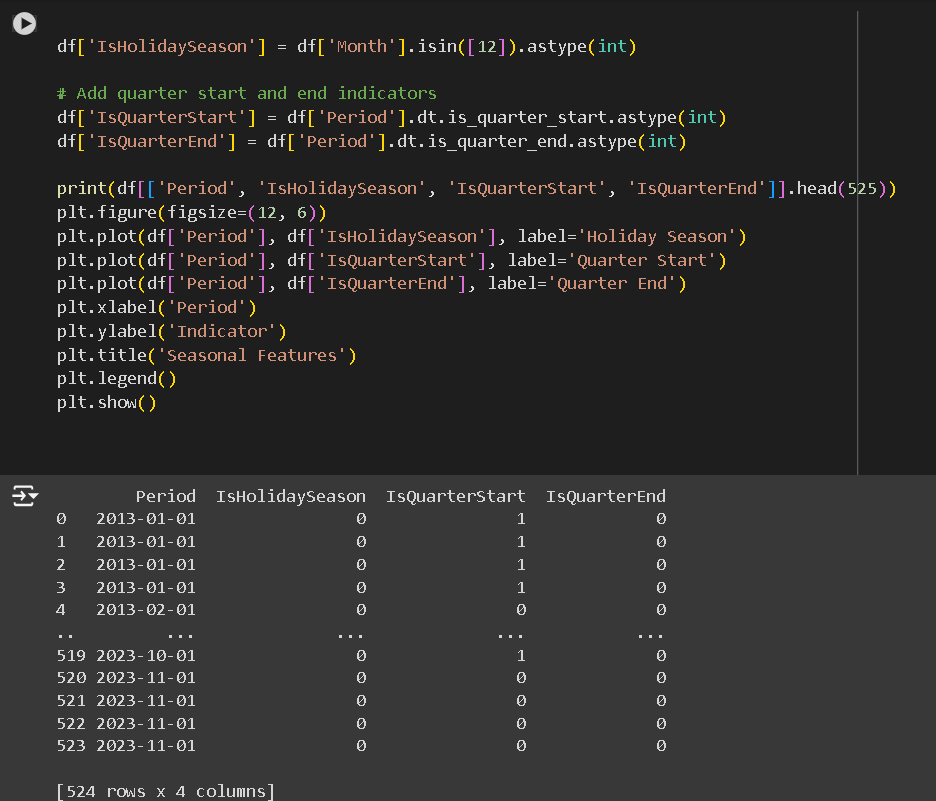 df['IsHolidaySeason'] = df['Month'].isin([12]).astype(int)
# Add quarter start and end indicators
df['IsQuarterStart'] = df['Period'].dt.is_quarter_start.astype(int)
df['IsQuarterEnd'] = df['Period'].dt.is_quarter_end.astype(int)
print(df[['Period', 'IsHolidaySeason', 'IsQuarterStart', 'IsQuarterEnd']].head(525))
plt.figure(figsize=(12, 6))
plt.plot(df['Period'], df['IsHolidaySeason'], label='Holiday Season')
plt.plot(df['Period'], df['IsQuarterStart'], label='Quarter Start')
plt.plot(df['Period'], df['IsQuarterEnd'], label='Quarter End')
plt.xlabel('Period')
plt.ylabel('Indicator')
plt.title('Seasonal Features')
plt.legend()
plt.show()
Period IsHolidaySeason IsQuarterStart IsQuarterEnd
0 2013-01-01 0 1 0
1 2013-01-01 0 1 0
2 2013-01-01 0 1 0
3 2013-01-01 0 1 0
4 2013-02-01 0 0 0
.. ... ... ... ...
519 2023-10-01 0 1 0
520 2023-11-01 0 0 0
521 2023-11-01 0 0 0
522 2023-11-01 0 0 0
523 2023-11-01 0 0 0
[524 rows x 4 columns]